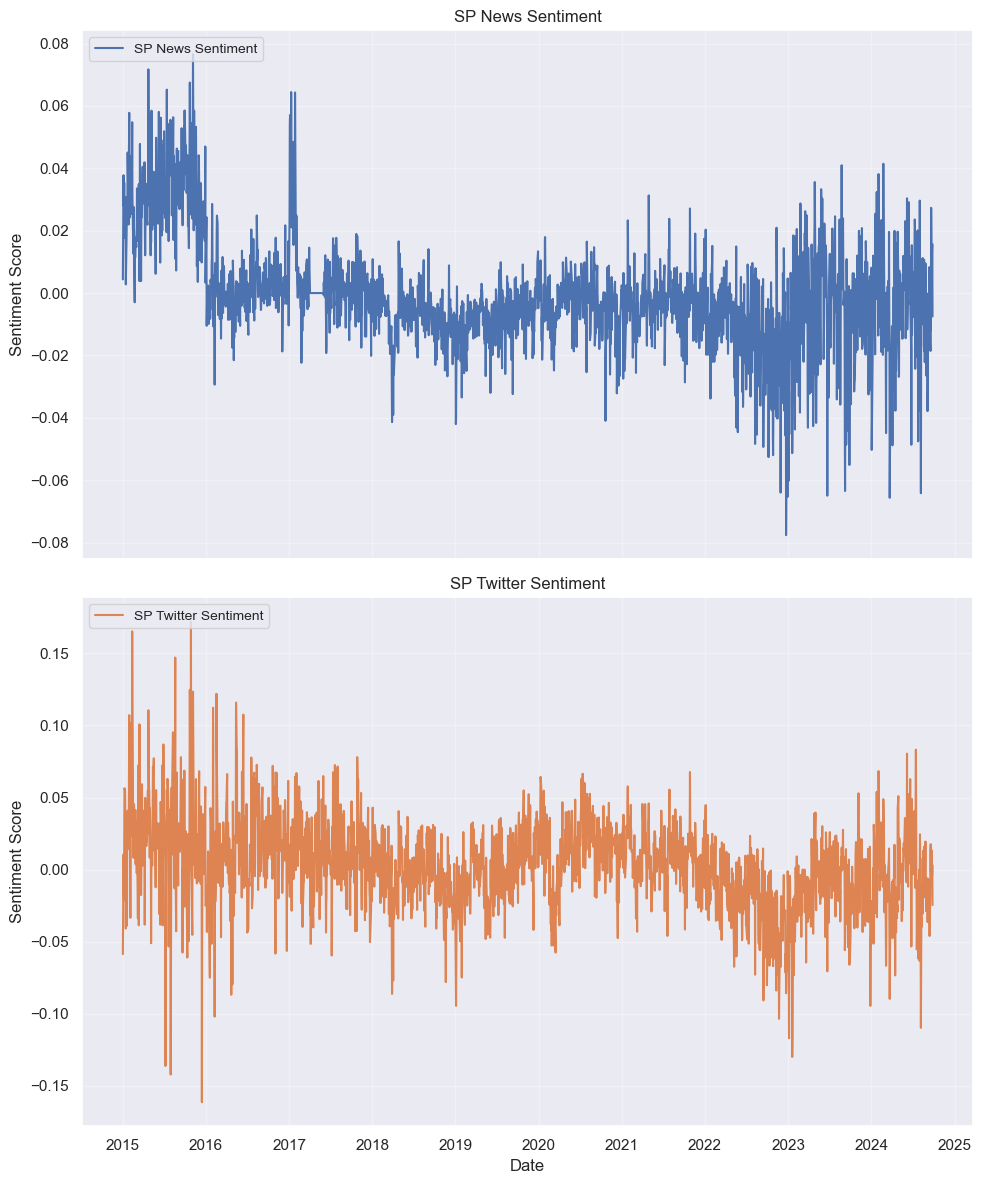 SP News Sentiment
SP News Sentiment
0.08
0.06
0.04
0.02
0.00
−0.02
−0.04
−0.06
−0.08
Sentiment Score
SP Twitter Sentiment
SP Twitter Sentiment
0.15
0.10
0.05
0.00
−0.05
−0.10
−0.15
Sentiment Score
2015 2016 2017 2018 2019 2020 2021 2022 2023 2024 2025
Date